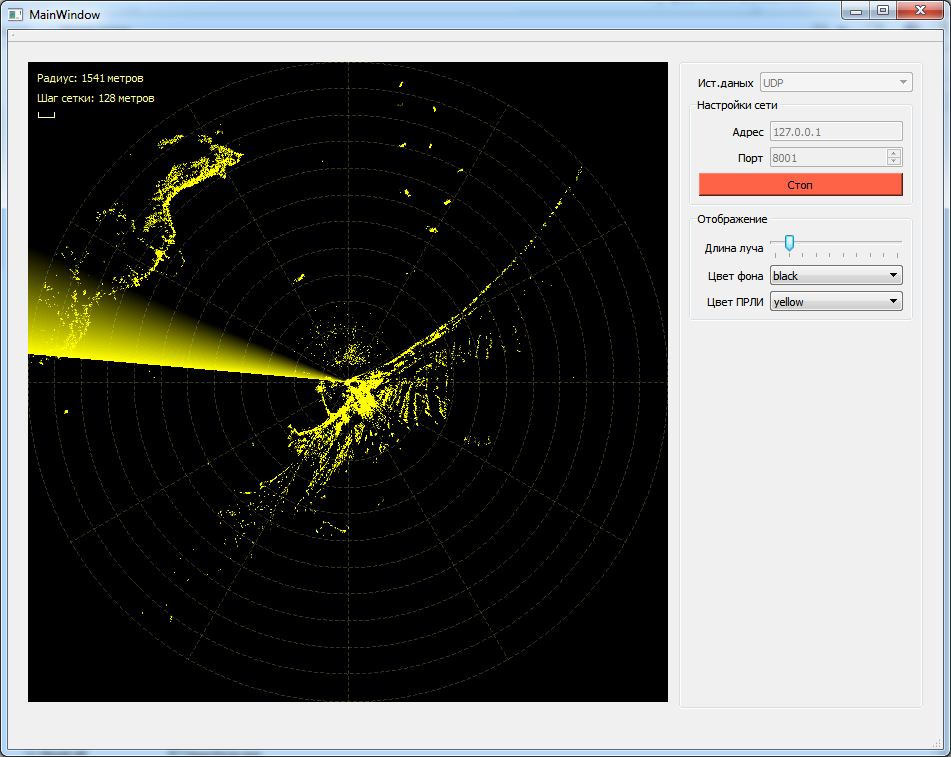 MainWindow
Радиус: 1541 метров
Шаг сетки: 128 метров
Ист.даных UDP
Настройки сети
Адрес 127.0.0.1
Порт 8001
Стоп
Отображение
Длина луча
Цвет фона black
Цвет ПРЛИ yellow